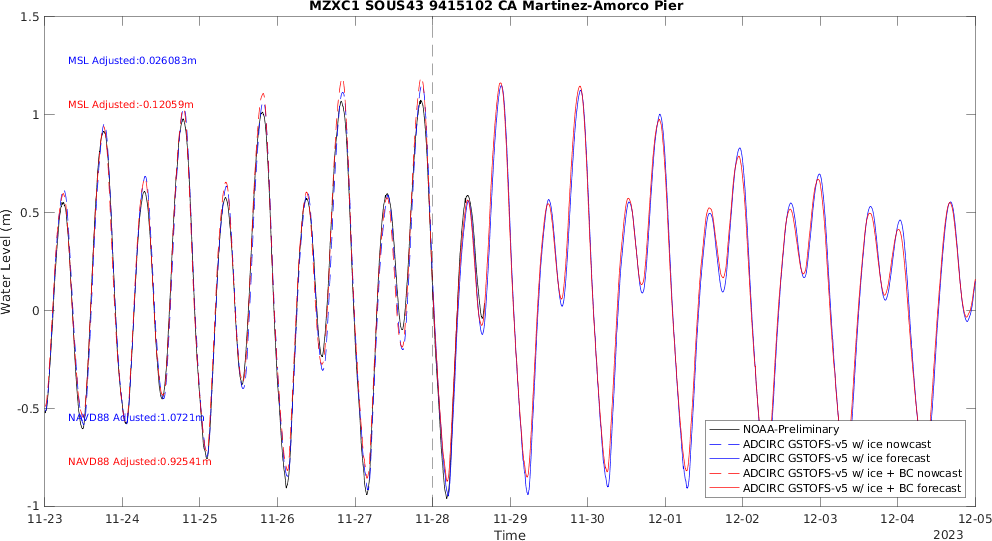 MZXC1 SOUS43 9415102 CA Martinez-Amorco Pier
1.5
1
0.5
0
-0.5
-1
Water Level (m)
MSL Adjusted:0.026083m
MSL Adjusted:-0.12059m
NAVD88 Adjusted:1.0721m
NAVD88 Adjusted:0.92541m
NOAA-Preliminary
ADCIRC GSTOFS-v5 w/ ice nowcast
ADCIRC GSTOFS-v5 w/ ice forecast
ADCIRC GSTOFS-v5 w/ ice + BC nowcast
ADCIRC GSTOFS-v5 w/ ice + BC forecast
11-23 11-24 11-25 11-26 11-27 11-28 11-29 11-30 12-01 12-02 12-03 12-04 12-05
Time
2023